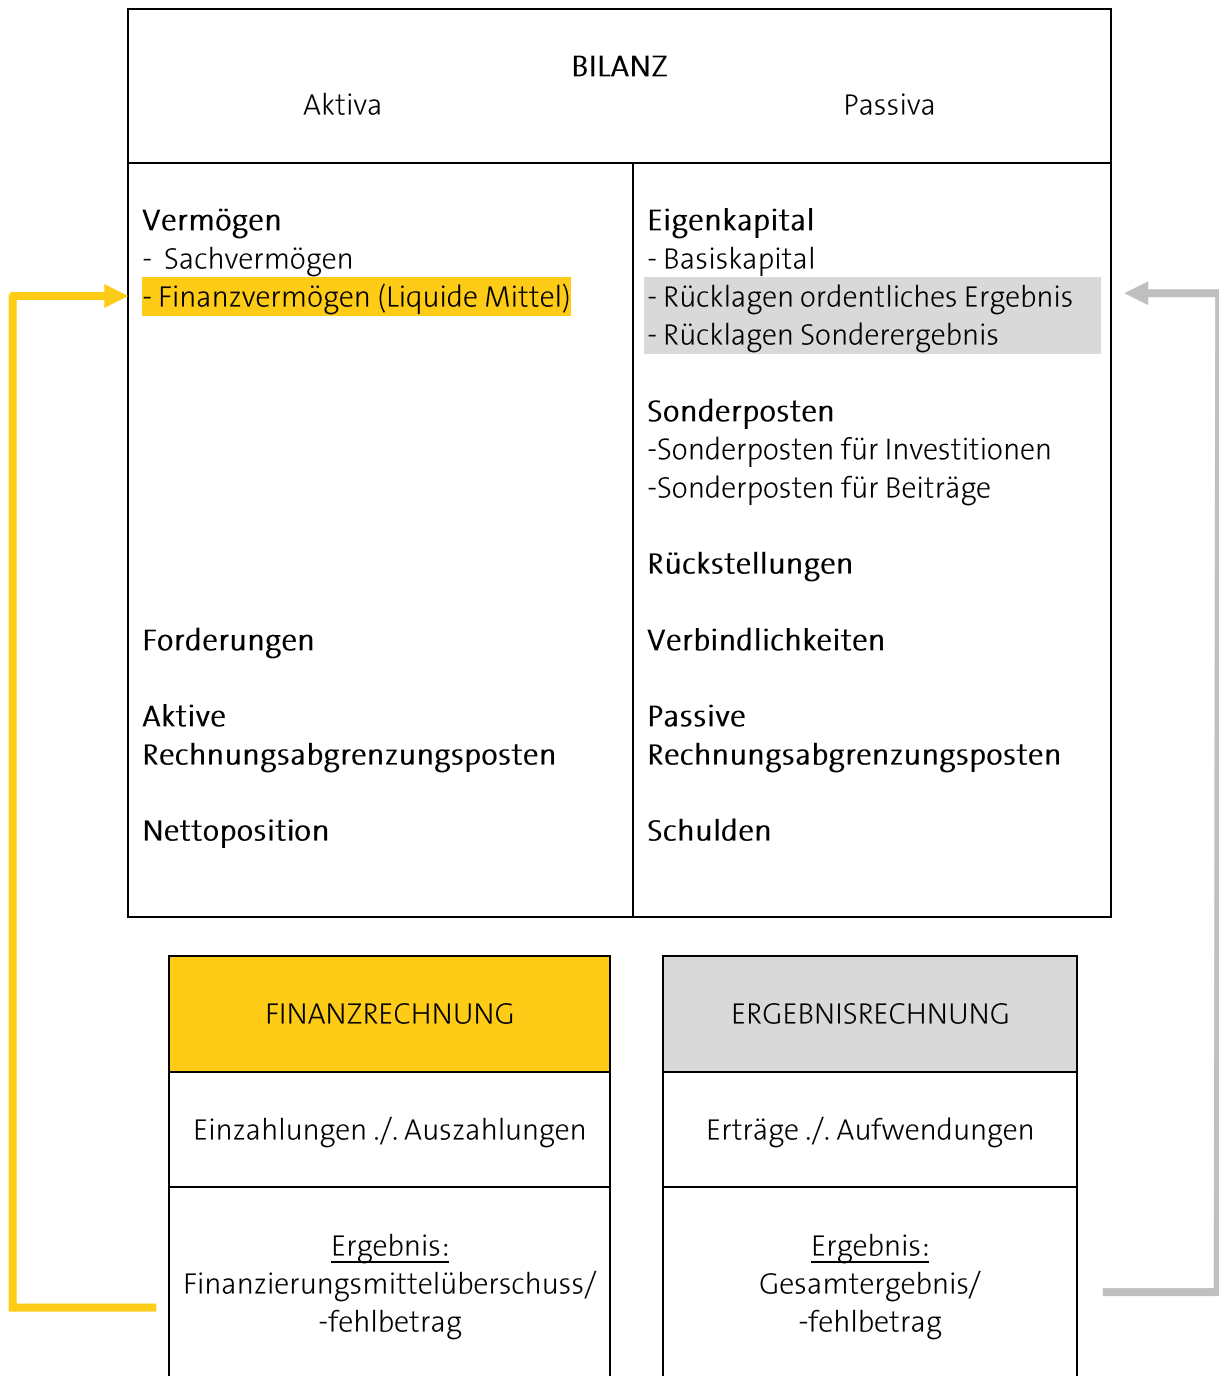 BILANZ
Aktiva
Passiva
Vermögen
- Sachvermögen
- Finanzvermögen (Liquide Mittel)
Forderungen
Aktive
Rechnungsabgrenzungsposten
Nettoposition
Eigenkapital
- Basiskapital
- Rücklagen ordentliches Ergebnis
- Rücklagen Sonderergebnis
Sonderposten
-Sonderposten für Investitionen
-Sonderposten für Beiträge
Rückstellungen
Verbindlichkeiten
Passive
Rechnungsabgrenzungsposten
Schulden
FINANZRECHNUNG
Einzahlungen ./. Auszahlungen
Ergebnis:
Finanzierungsmittelüberschuss/
-fehlbetrag
ERGEBNISRECHNUNG
Erträge ./. Aufwendungen
Ergebnis:
Gesamtergebnis/
-fehlbetrag